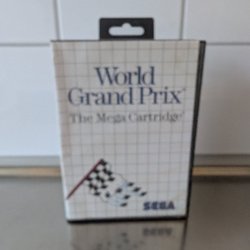 World
Grand Prix
The Mega Cartridge
SEGA